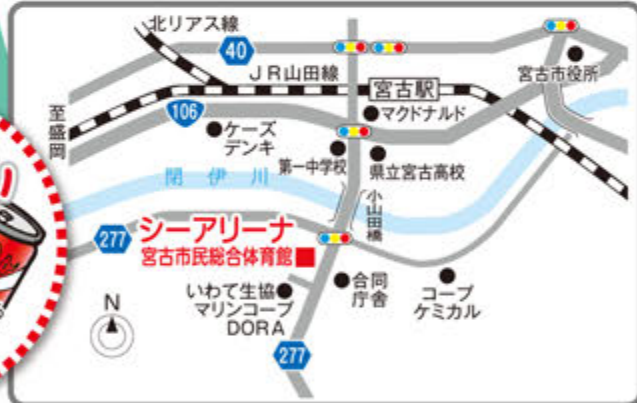 北リアス線
40
JR山田線
宮古駅
宮古市役所
至盛岡
106
マクドナルド
ケーズ
デンキ
第一中学校
県立宮古高校
閉伊川
小山田橋
277
シーアリーナ
宮古市民総合体育館
いわて生協
マリンコープ
DORA
合同
庁舎
コープ
ケミカル
N
277